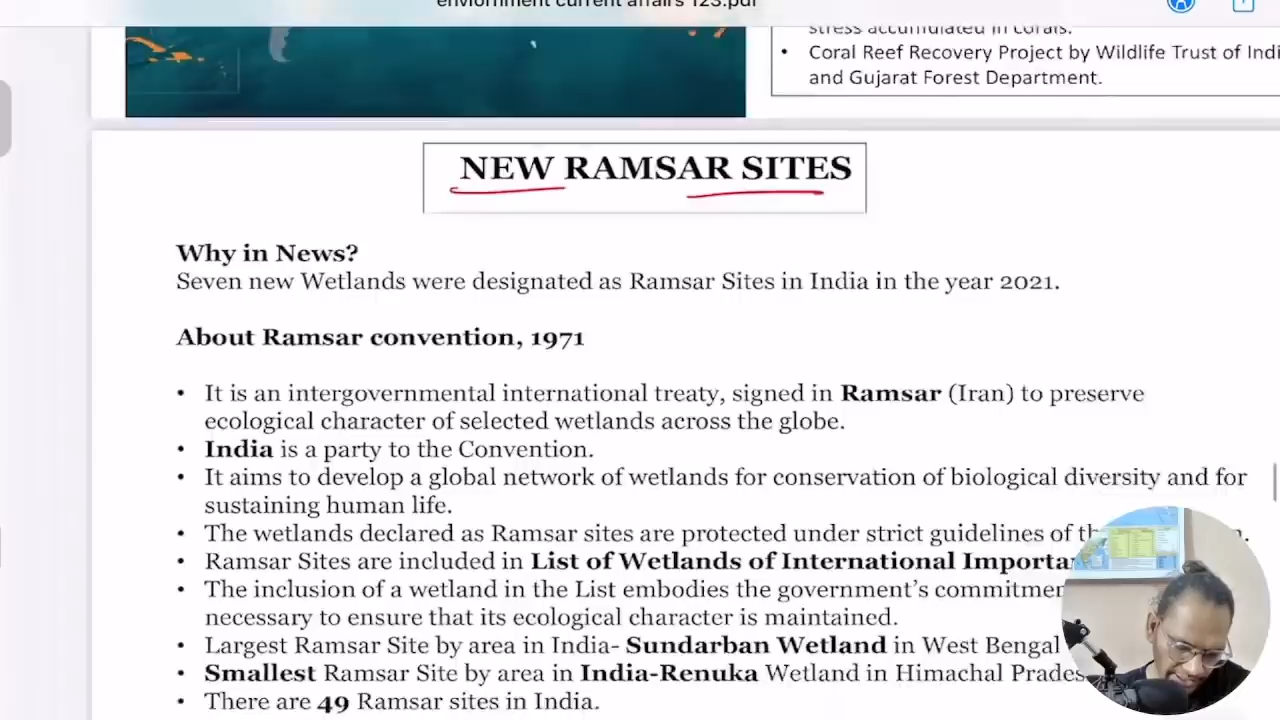 enviornment current affairs 123.pdf
stress accumulated in corals.
• Coral Reef Recovery Project by Wildlife Trust of Indi
and Gujarat Forest Department.
NEW RAMSAR SITES
Why in News?
Seven new Wetlands were designated as Ramsar Sites in India in the year 2021.
About Ramsar convention, 1971
• It is an intergovernmental international treaty, signed in Ramsar (Iran) to preserve
ecological character of selected wetlands across the globe.
• India is a party to the Convention.
• It aims to develop a global network of wetlands for conservation of biological diversity and for
sustaining human life.
• The wetlands declared as Ramsar sites are protected under strict guidelines of
• Ramsar Sites are included in List of Wetlands of International Importa
• The inclusion of a wetland in the List embodies the government's commitmen
necessary to ensure that its ecological character is maintained.
• Largest Ramsar Site by area in India- Sundarban Wetland in West Bengal
• Smallest Ramsar Site by area in India-Renuka Wetland in Himachal Prades
• There are 49 Ramsar sites in India.